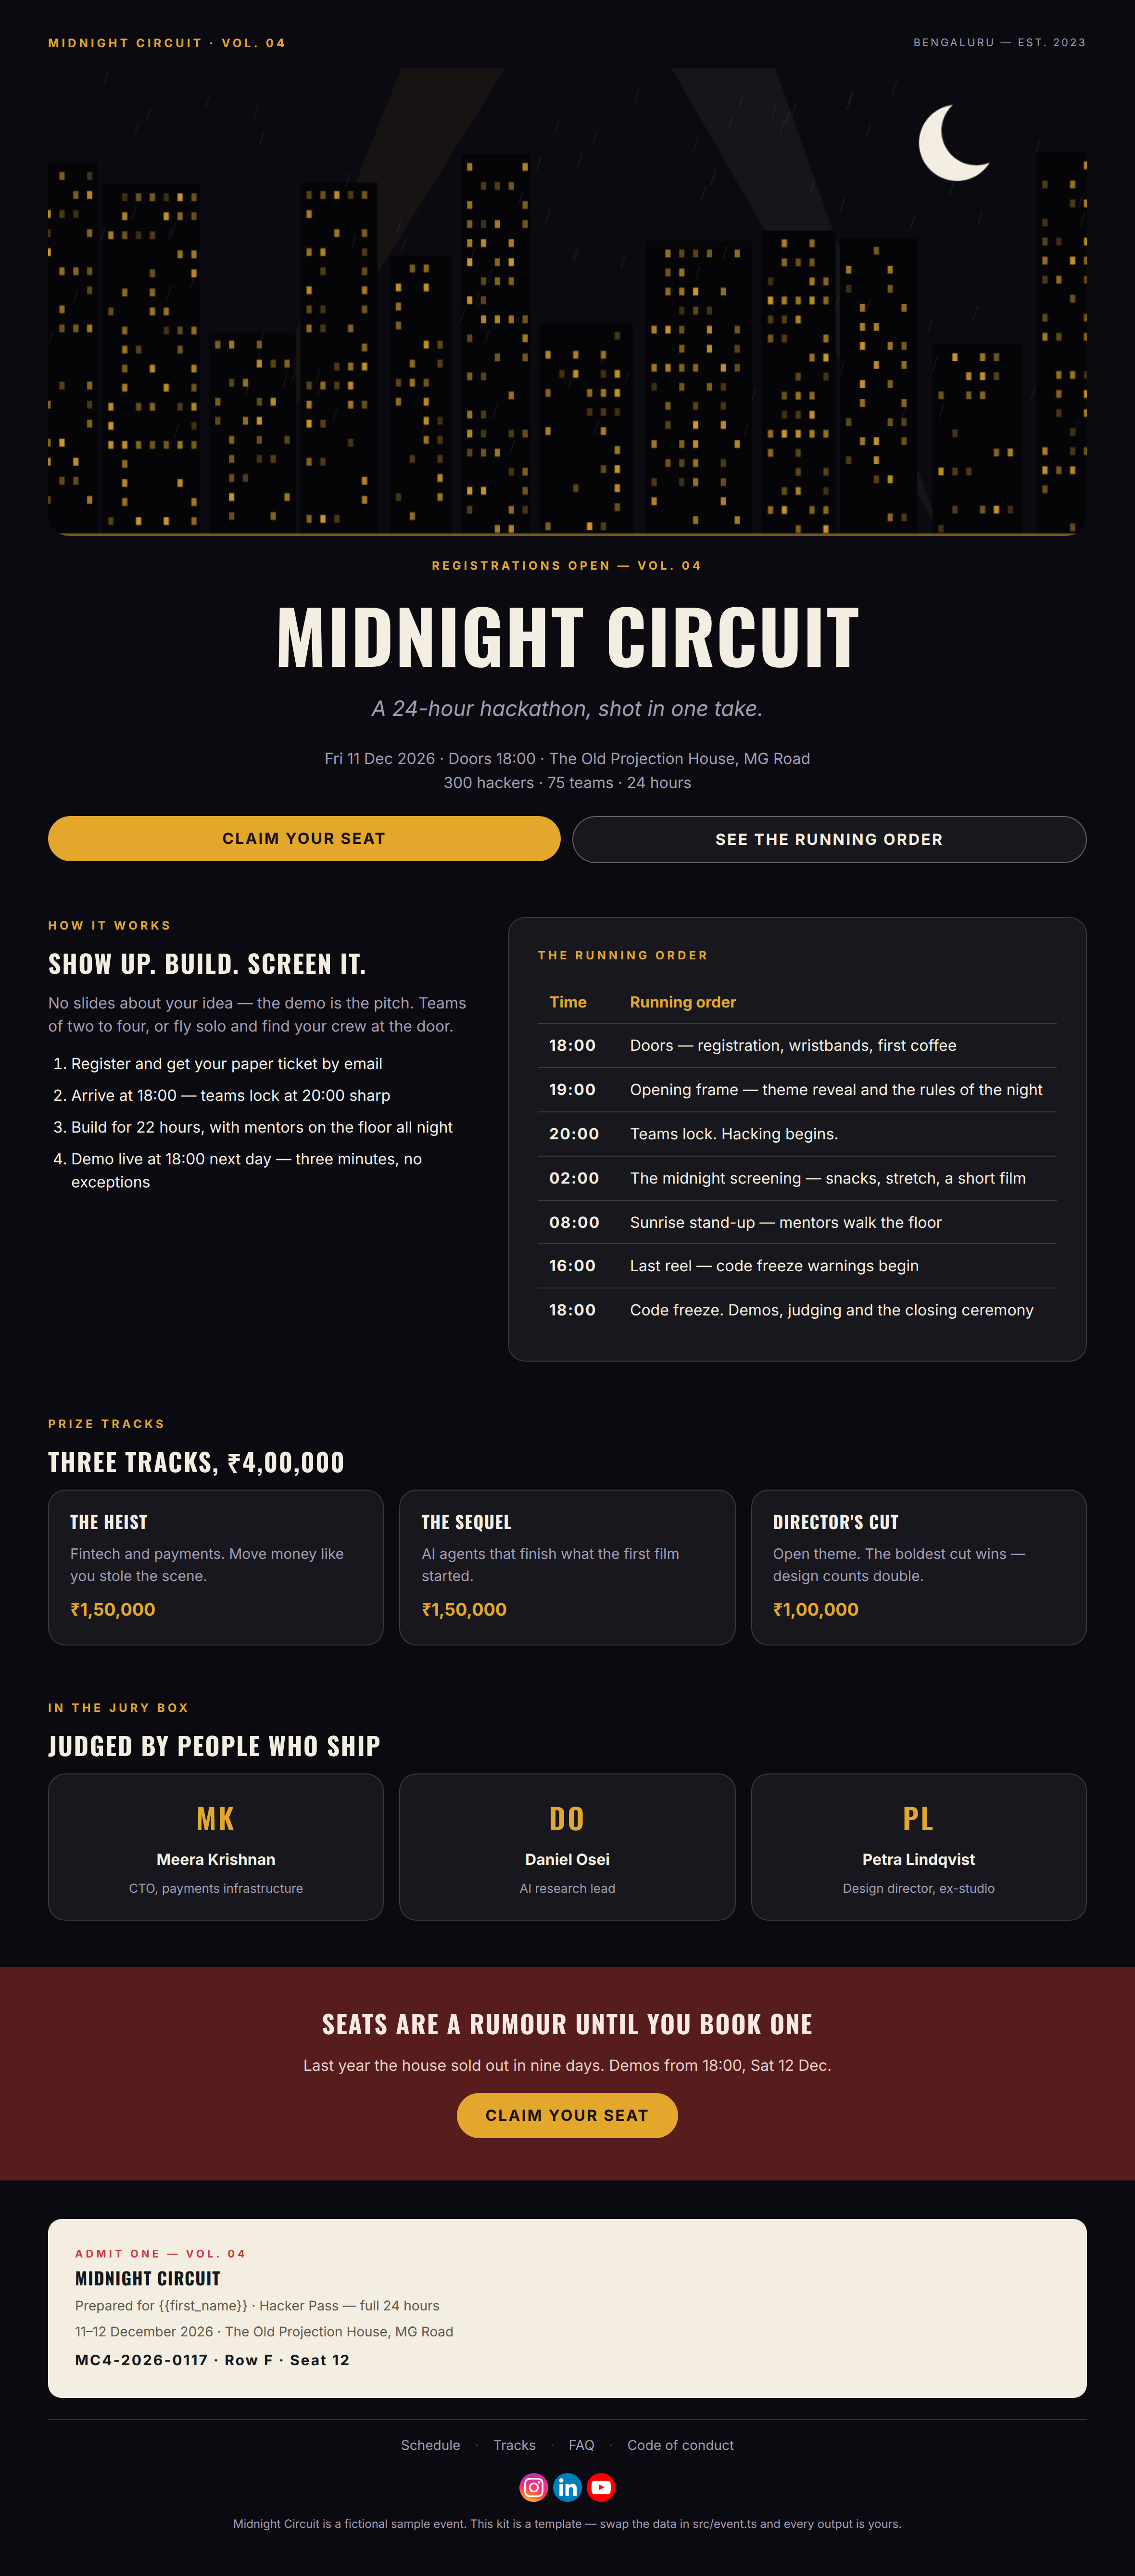 MIDNIGHT CIRCUIT · VOL. 04
BENGALURU — EST. 2023
REGISTRATIONS OPEN — VOL. 04
MIDNIGHT CIRCUIT
A 24-hour hackathon, shot in one take.
Fri 11 Dec 2026 · Doors 18:00 · The Old Projection House, MG Road
300 hackers · 75 teams · 24 hours
CLAIM YOUR SEAT
SEE THE RUNNING ORDER
HOW IT WORKS
SHOW UP. BUILD. SCREEN IT.
No slides about your idea — the demo is the pitch. Teams
of two to four, or fly solo and find your crew at the door.
1. Register and get your paper ticket by email
2. Arrive at 18:00 — teams lock at 20:00 sharp
3. Build for 22 hours, with mentors on the floor all night
4. Demo live at 18:00 next day — three minutes, no
exceptions
THE RUNNING ORDER
Time Running order
18:00 Doors — registration, wristbands, first coffee
19:00 Opening frame — theme reveal and the rules of the night
20:00 Teams lock. Hacking begins.
02:00 The midnight screening — snacks, stretch, a short film
08:00 Sunrise stand-up — mentors walk the floor
16:00 Last reel — code freeze warnings begin
18:00 Code freeze. Demos, judging and the closing ceremony
PRIZE TRACKS
THREE TRACKS, ₹4,00,000
THE HEIST
Fintech and payments. Move money like
you stole the scene.
₹1,50,000
THE SEQUEL
AI agents that finish what the first film
started.
₹1,50,000
DIRECTOR'S CUT
Open theme. The boldest cut wins —
design counts double.
₹1,00,000
IN THE JURY BOX
JUDGED BY PEOPLE WHO SHIP
MK
Meera Krishnan
CTO, payments infrastructure
DO
Daniel Osei
AI research lead
PL
Petra Lindqvist
Design director, ex-studio
SEATS ARE A RUMOUR UNTIL YOU BOOK ONE
Last year the house sold out in nine days. Demos from 18:00, Sat 12 Dec.
CLAIM YOUR SEAT
ADMIT ONE — VOL. 04
MIDNIGHT CIRCUIT
Prepared for {{first_name}} · Hacker Pass — full 24 hours
11–12 December 2026 · The Old Projection House, MG Road
MC4-2026-0117 · Row F · Seat 12
Schedule · Tracks · FAQ · Code of conduct
in
Midnight Circuit is a fictional sample event. This kit is a template — swap the data in src/event.ts and every output is yours.